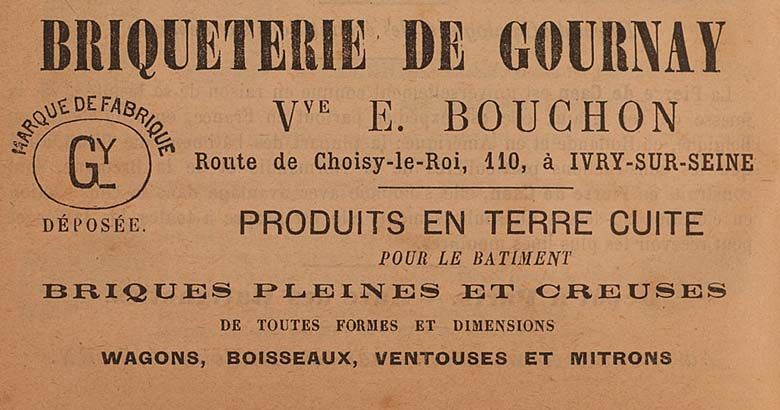 BRIQUETERIE DE GOURNAY
MARQUE DE FABRIQUE
GY
DÉPOSÉE.
Vve E. BOUCHON
Route de Choisy-le-Roi, 110, à IVRY-SUR-SEINE
PRODUITS EN TERRE CUITE
POUR LE BATIMENT
BRIQUES PLEINES ET CREUSES
DE TOUTES FORMES ET DIMENSIONS
WAGONS, BOISSEAUX, VENTOUSES ET MITRONS